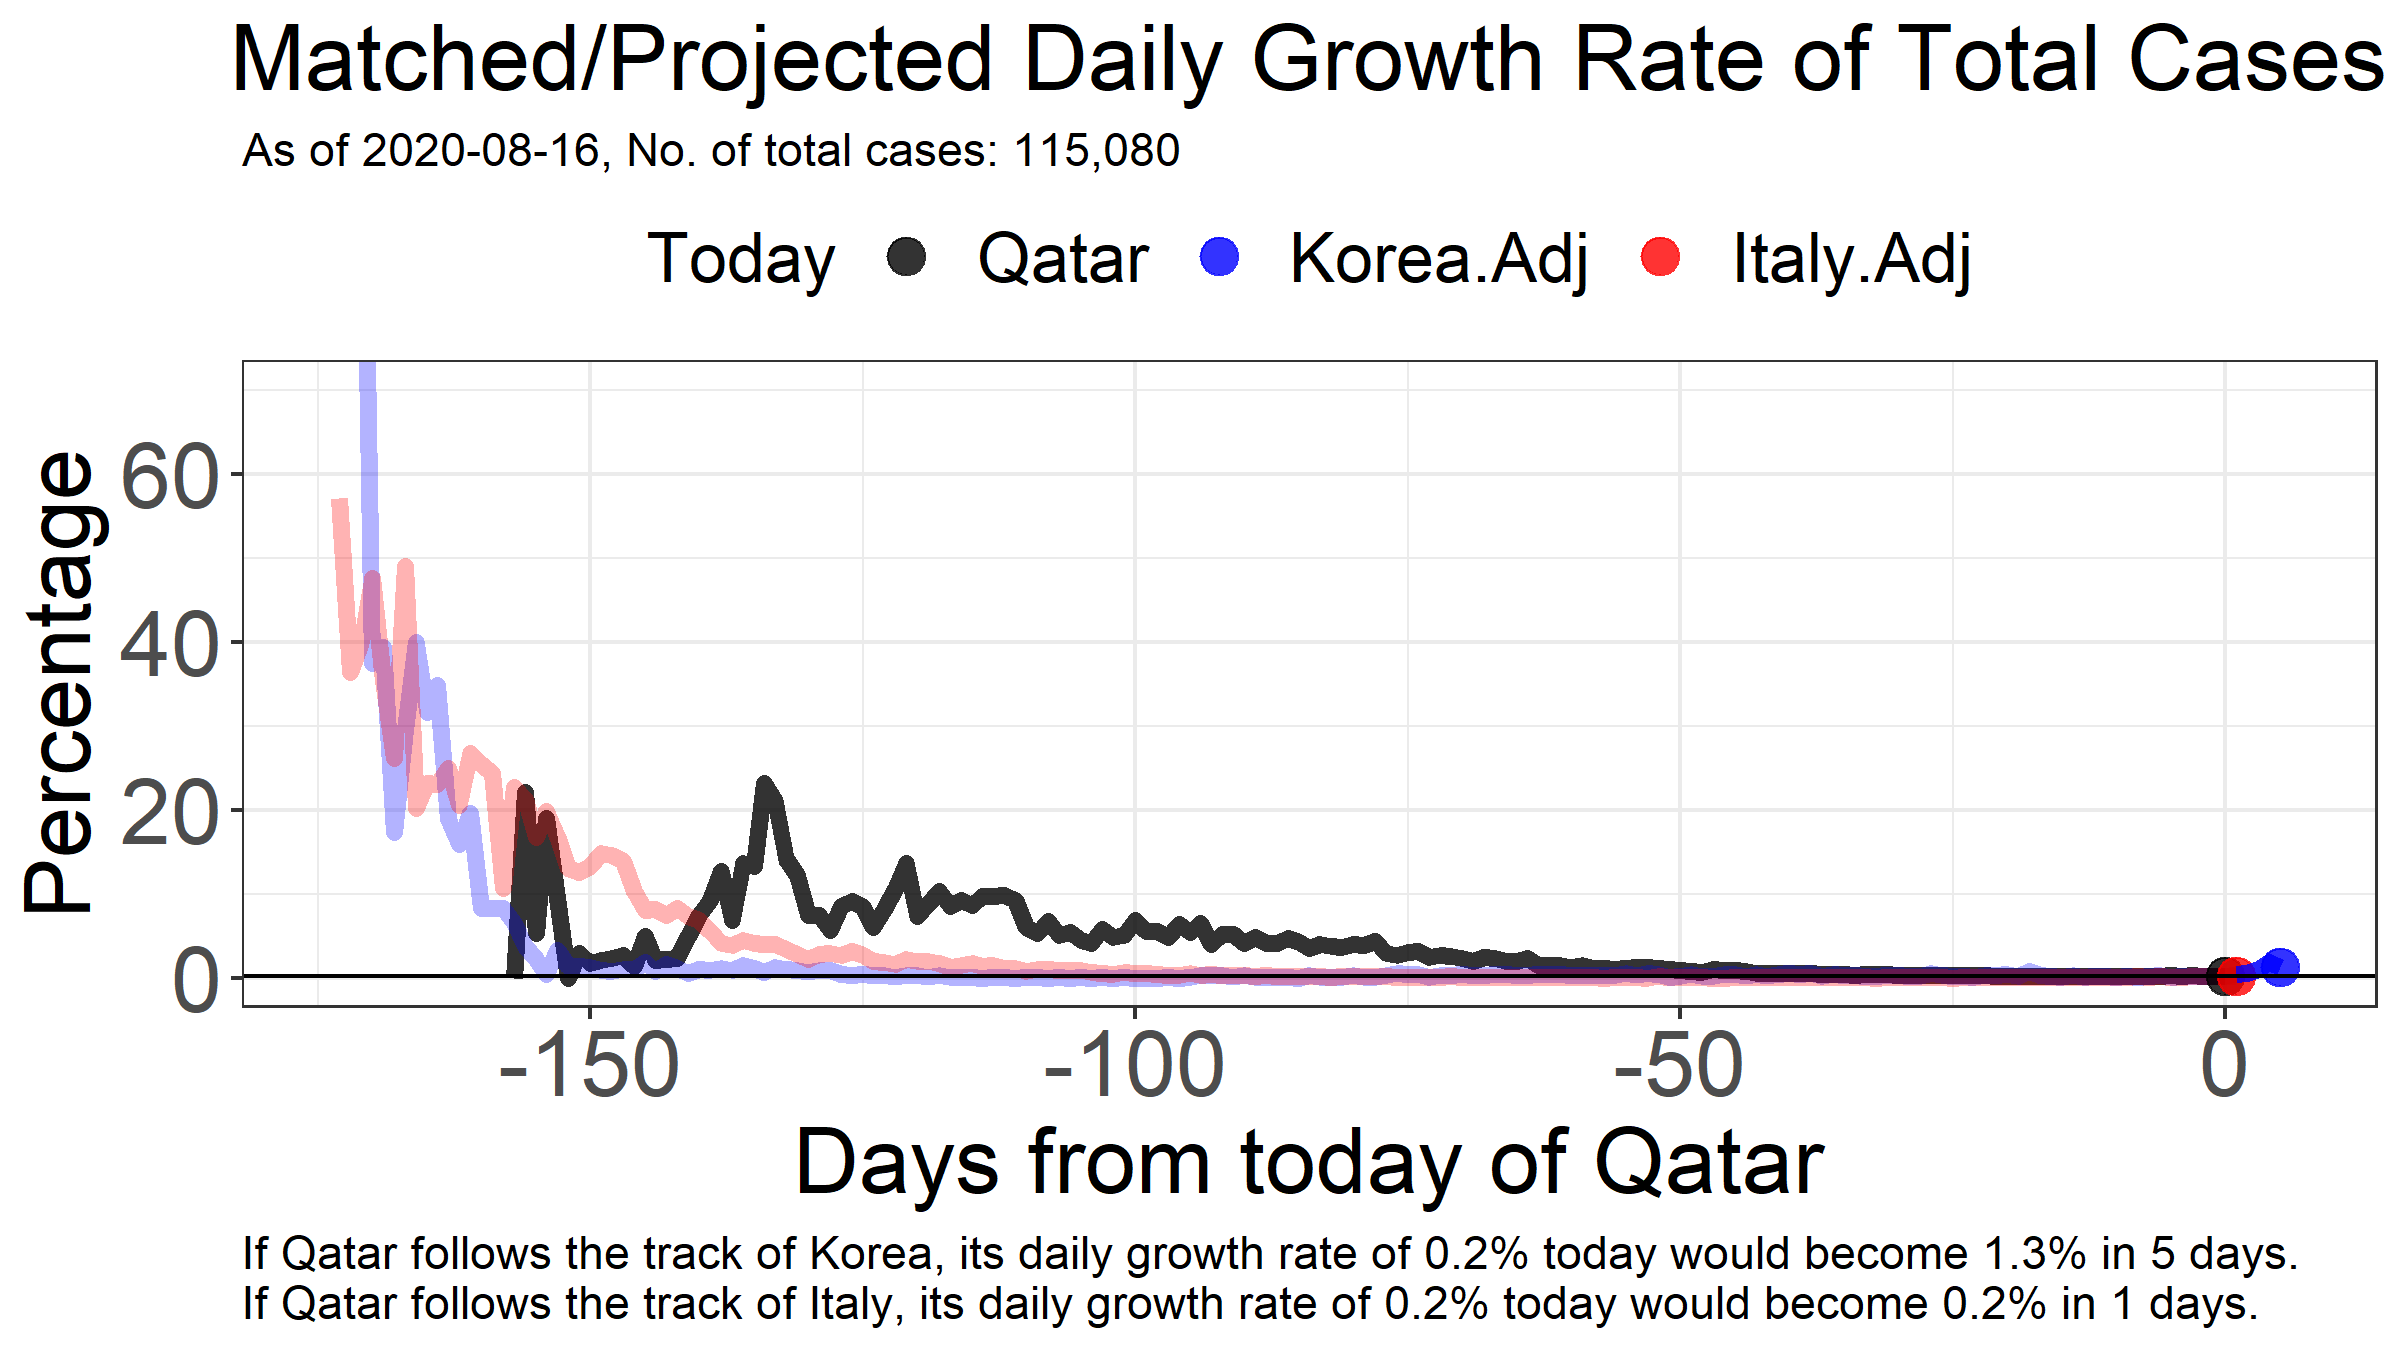 Matched/Projected Daily Growth Rate of Total Cases
As of 2020-08-16, No. of total cases: 115,080
Today Qatar Korea.Adj Italy.Adj
Percentage
60
40
20
0
-150 -100 -50 0
Days from today of Qatar
If Qatar follows the track of Korea, its daily growth rate of 0.2% today would become 1.3% in 5 days.
If Qatar follows the track of Italy, its daily growth rate of 0.2% today would become 0.2% in 1 days.